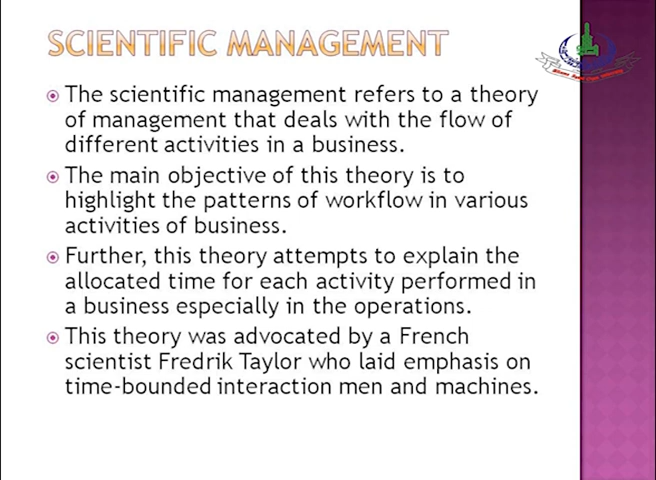 SCIENTIFIC MANAGEMENT
The scientific management refers to a theory
of management that deals with the flow of
different activities in a business.
The main objective of this theory is to
highlight the patterns of workflow in various
activities of business.
Further, this theory attempts to explain the
allocated time for each activity performed in
a business especially in the operations.
This theory was advocated by a French
scientist Fredrik Taylor who laid emphasis on
time-bounded interaction men and machines.